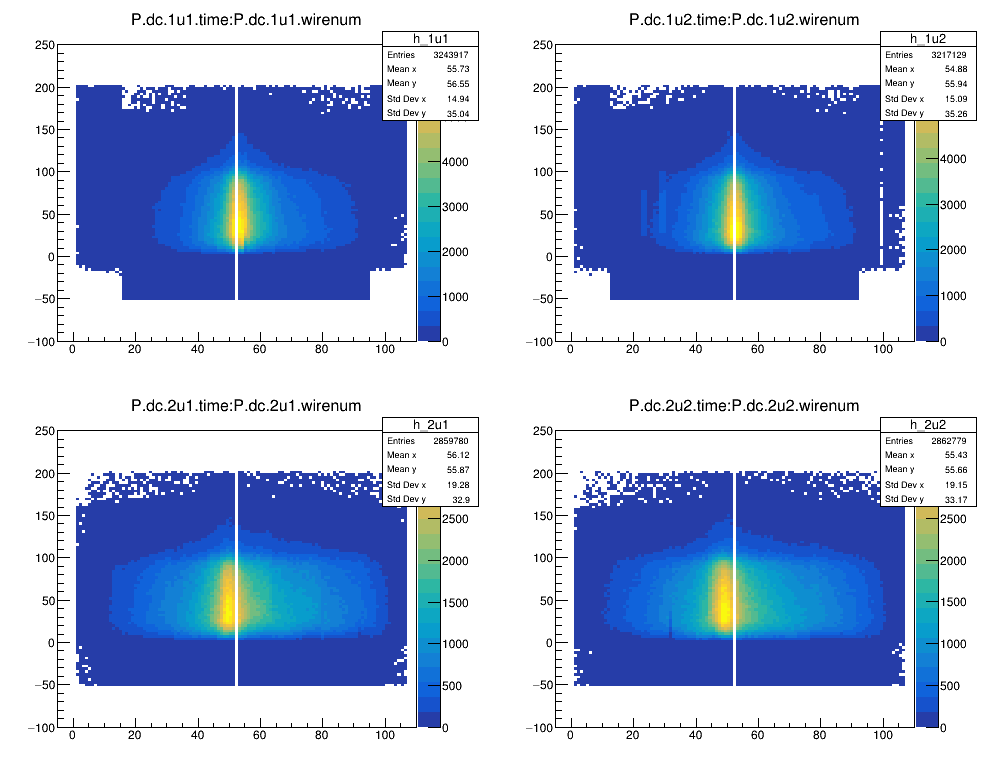 P.dc.1u1.time:P.dc.1u1.wirenum
h_1u1
Entries 3243917
Mean x 55.73
Mean y 56.55
Std Dev x 14.94
Std Dev y 35.04
250
200
150
100
50
0
−50
−100
0 20 40 60 80 100
4000
3000
2000
1000
0
P.dc.1u2.time:P.dc.1u2.wirenum
h_1u2
Entries 3217129
Mean x 54.88
Mean y 55.94
Std Dev x 15.09
Std Dev y 35.26
250
200
150
100
50
0
−50
−100
0 20 40 60 80 100
4000
3000
2000
1000
0
P.dc.2u1.time:P.dc.2u1.wirenum
h_2u1
Entries 2859780
Mean x 56.12
Mean y 55.87
Std Dev x 19.28
Std Dev y 32.9
250
200
150
100
50
0
−50
−100
0 20 40 60 80 100
2500
2000
1500
1000
500
0
P.dc.2u2.time:P.dc.2u2.wirenum
h_2u2
Entries 2862779
Mean x 55.43
Mean y 55.66
Std Dev x 19.15
Std Dev y 33.17
250
200
150
100
50
0
−50
−100
0 20 40 60 80 100
2500
2000
1500
1000
500
0